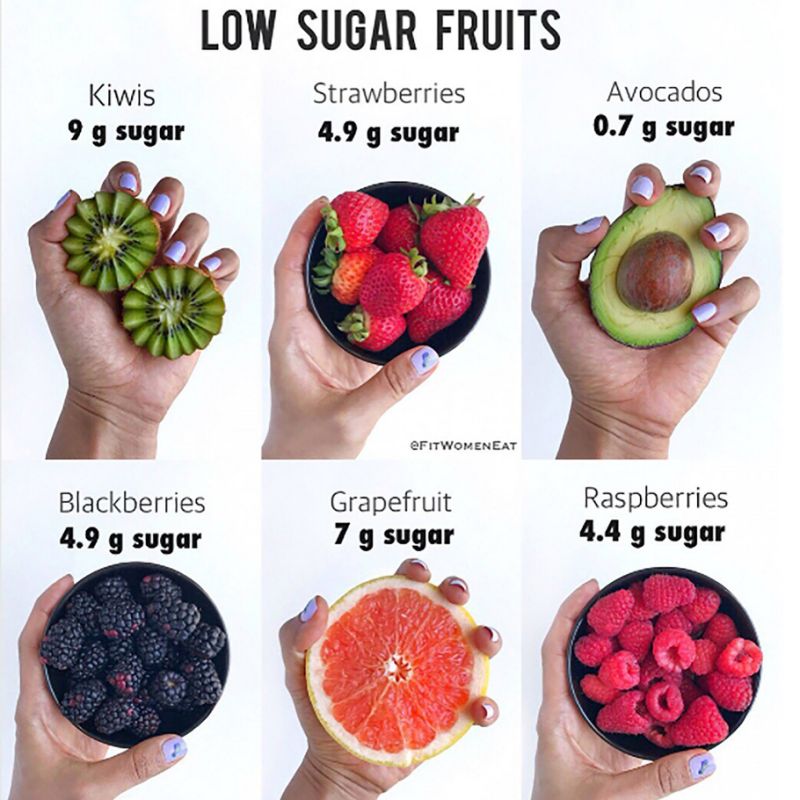 LOW SUGAR FRUITS
Kiwis
9 g sugar
Strawberries
4.9 g sugar
Avocados
0.7 g sugar
@FitWomenEat
Blackberries
4.9 g sugar
Grapefruit
7 g sugar
Raspberries
4.4 g sugar